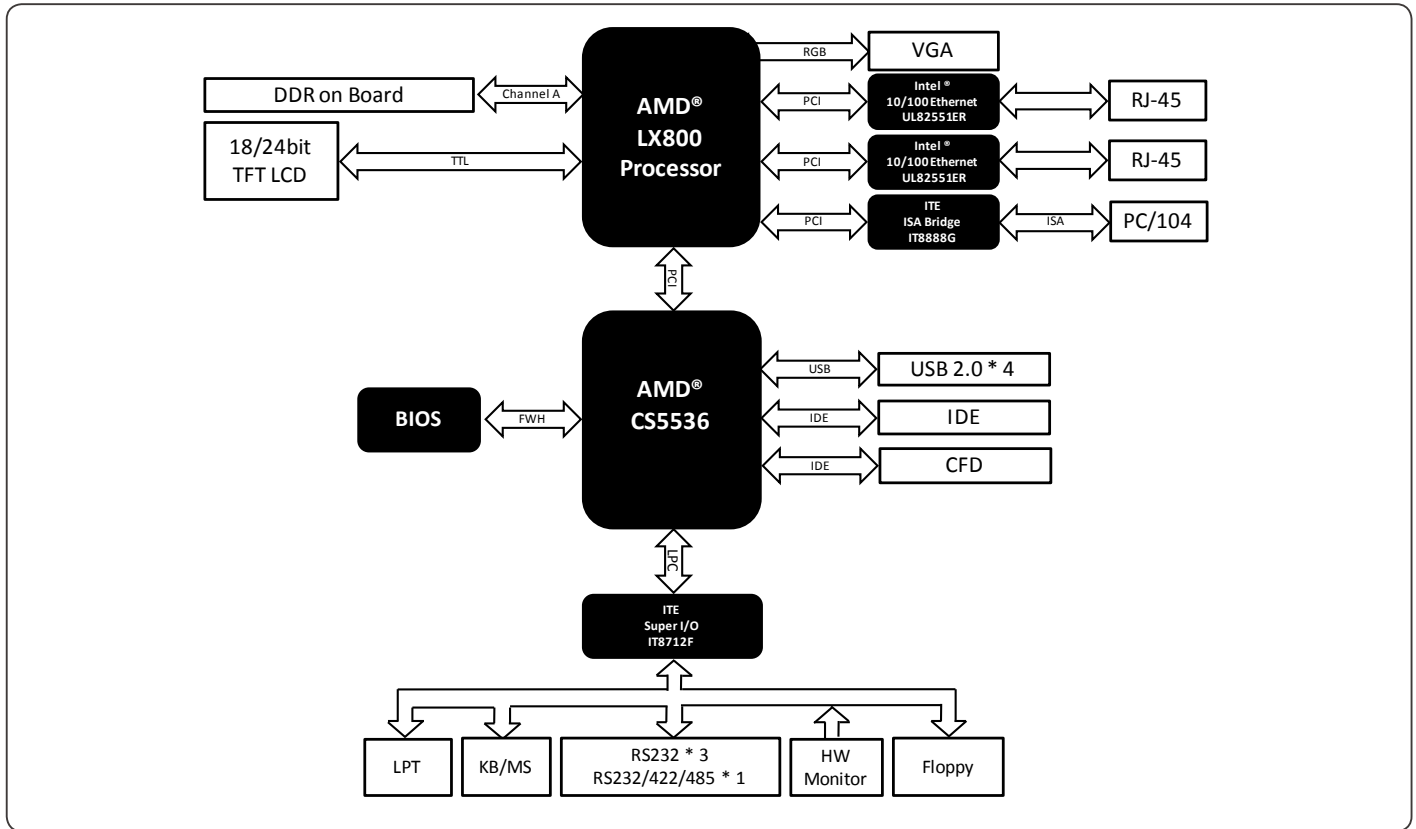 RGB
VGA
DDR on Board
Channel A
AMD®
LX800
Processor
PCI
Intel ®
10/100 Ethernet
UL82551ER
RJ-45
18/24bit
TFT LCD
TTL
PCI
Intel ®
10/100 Ethernet
UL82551ER
RJ-45
PCI
ITE
ISA Bridge
IT8888G
ISA
PC/104
PCI
AMD®
CS5536
USB
USB 2.0 * 4
BIOS
FWH
IDE
IDE
IDE
CFD
LPC
ITE
Super I/O
IT8712F
LPT
KB/MS
RS232 * 3
RS232/422/485 * 1
HW
Monitor
Floppy